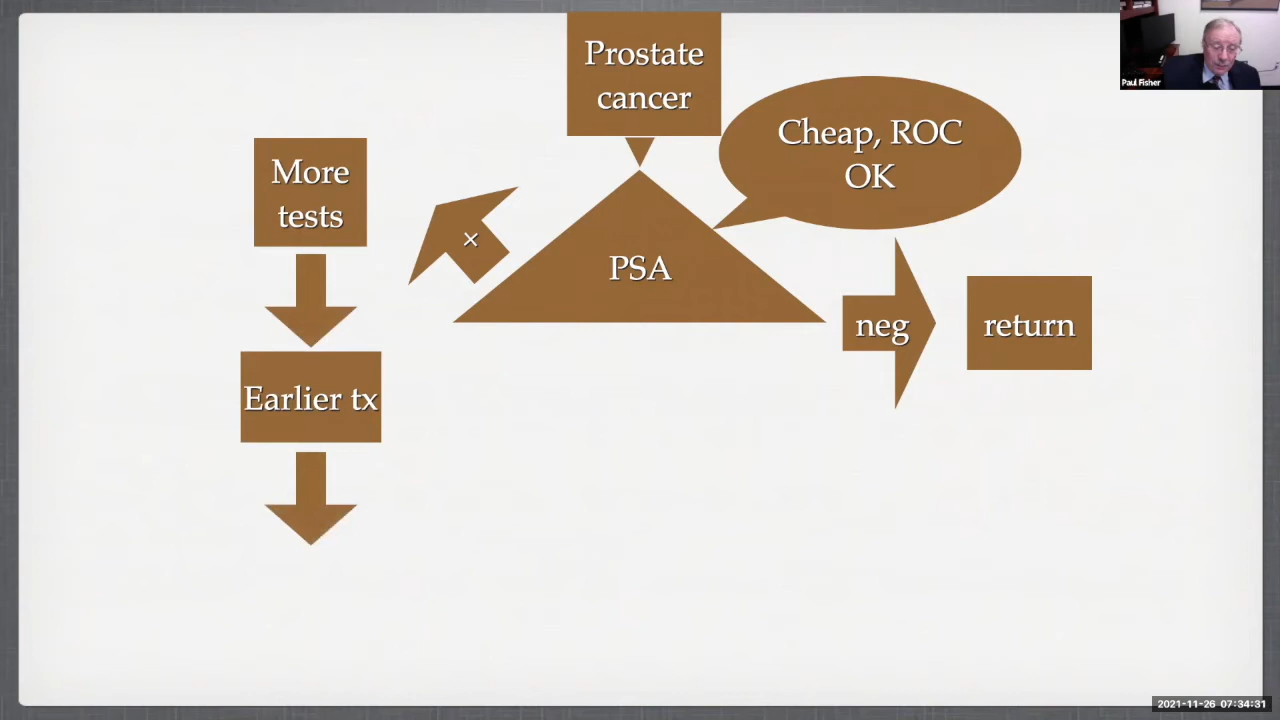 Prostate
cancer
Paul Fisher
Cheap, ROC
OK
More
tests
×
PSA
neg
return
Earlier tx
2021-11-26 07:34:31